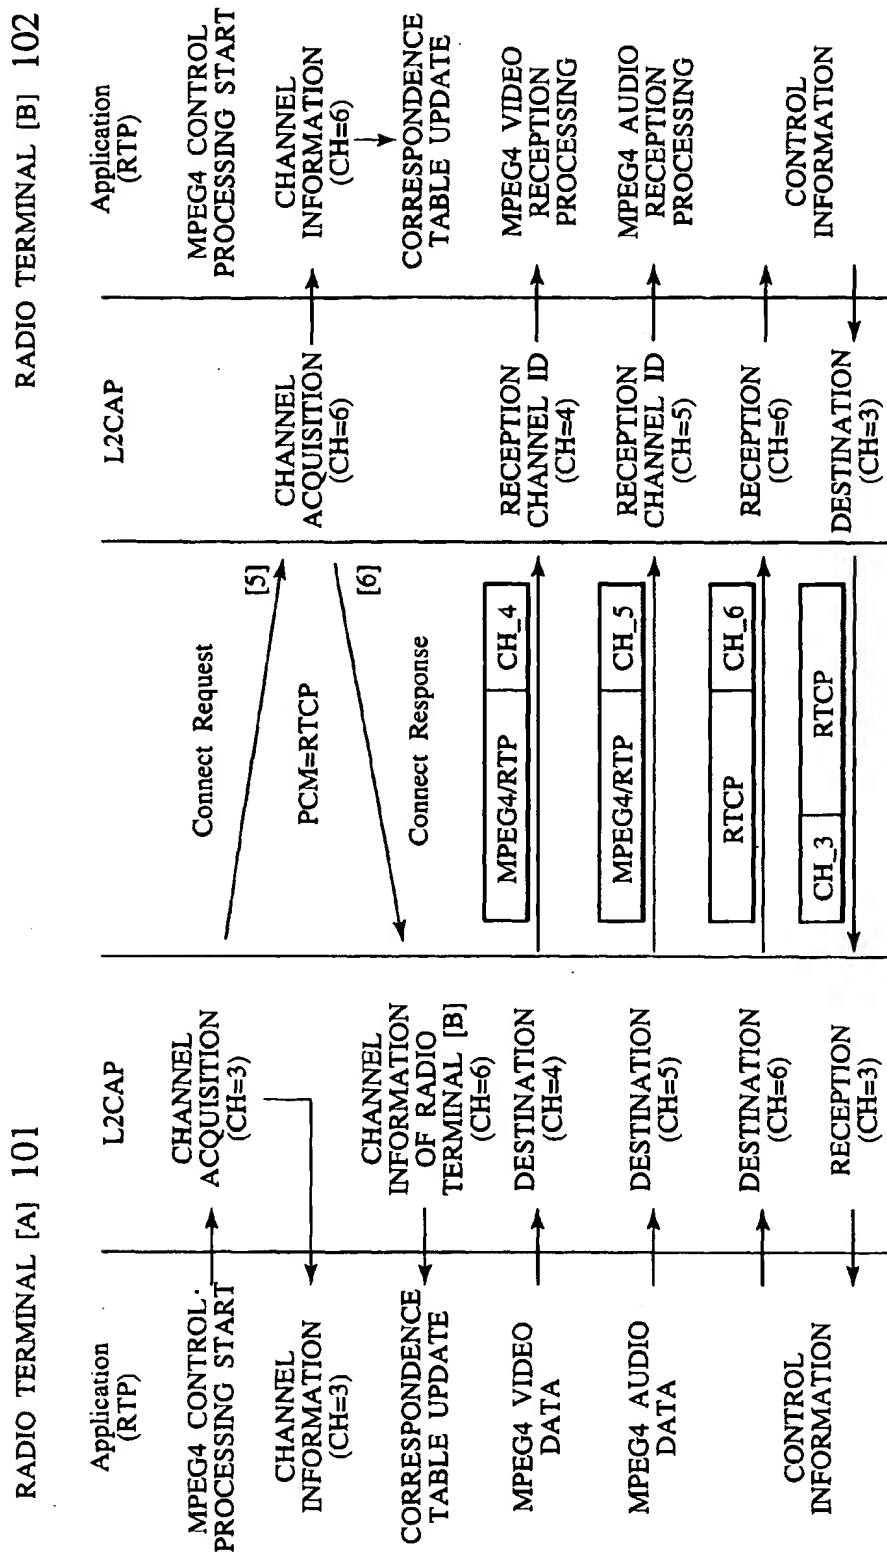 RADIO TERMINAL [A] 101
RADIO TERMINAL [B] 102
Application
(RTP)
L2CAP
L2CAP
Application
(RTP)
MPEG4 CONTROL
PROCESSING START
CHANNEL
ACQUISITION
(CH=3)
CHANNEL
INFORMATION
(CH=3)
Connect Request
[5]
PCM=RTCP
CHANNEL
ACQUISITION
(CH=6)
MPEG4 CONTROL
PROCESSING START
CHANNEL
INFORMATION
(CH=6)
CORRESPONDENCE
TABLE UPDATE
[6]
Connect Response
CHANNEL
INFORMATION
OF RADIO
TERMINAL [B]
(CH=6)
CORRESPONDENCE
TABLE UPDATE
MPEG4 VIDEO
DATA
DESTINATION
(CH=4)
MPEG4/RTP
CH_4
RECEPTION
CHANNEL ID
(CH=4)
MPEG4 VIDEO
RECEPTION
PROCESSING
MPEG4 AUDIO
DATA
DESTINATION
(CH=5)
MPEG4/RTP
CH_5
RECEPTION
CHANNEL ID
(CH=5)
MPEG4 AUDIO
RECEPTION
PROCESSING
CONTROL
INFORMATION
DESTINATION
(CH=6)
RTCP
CH_6
RECEPTION
(CH=6)
CONTROL
INFORMATION
RECEPTION
(CH=3)
CH_3
RTCP
DESTINATION
(CH=3)